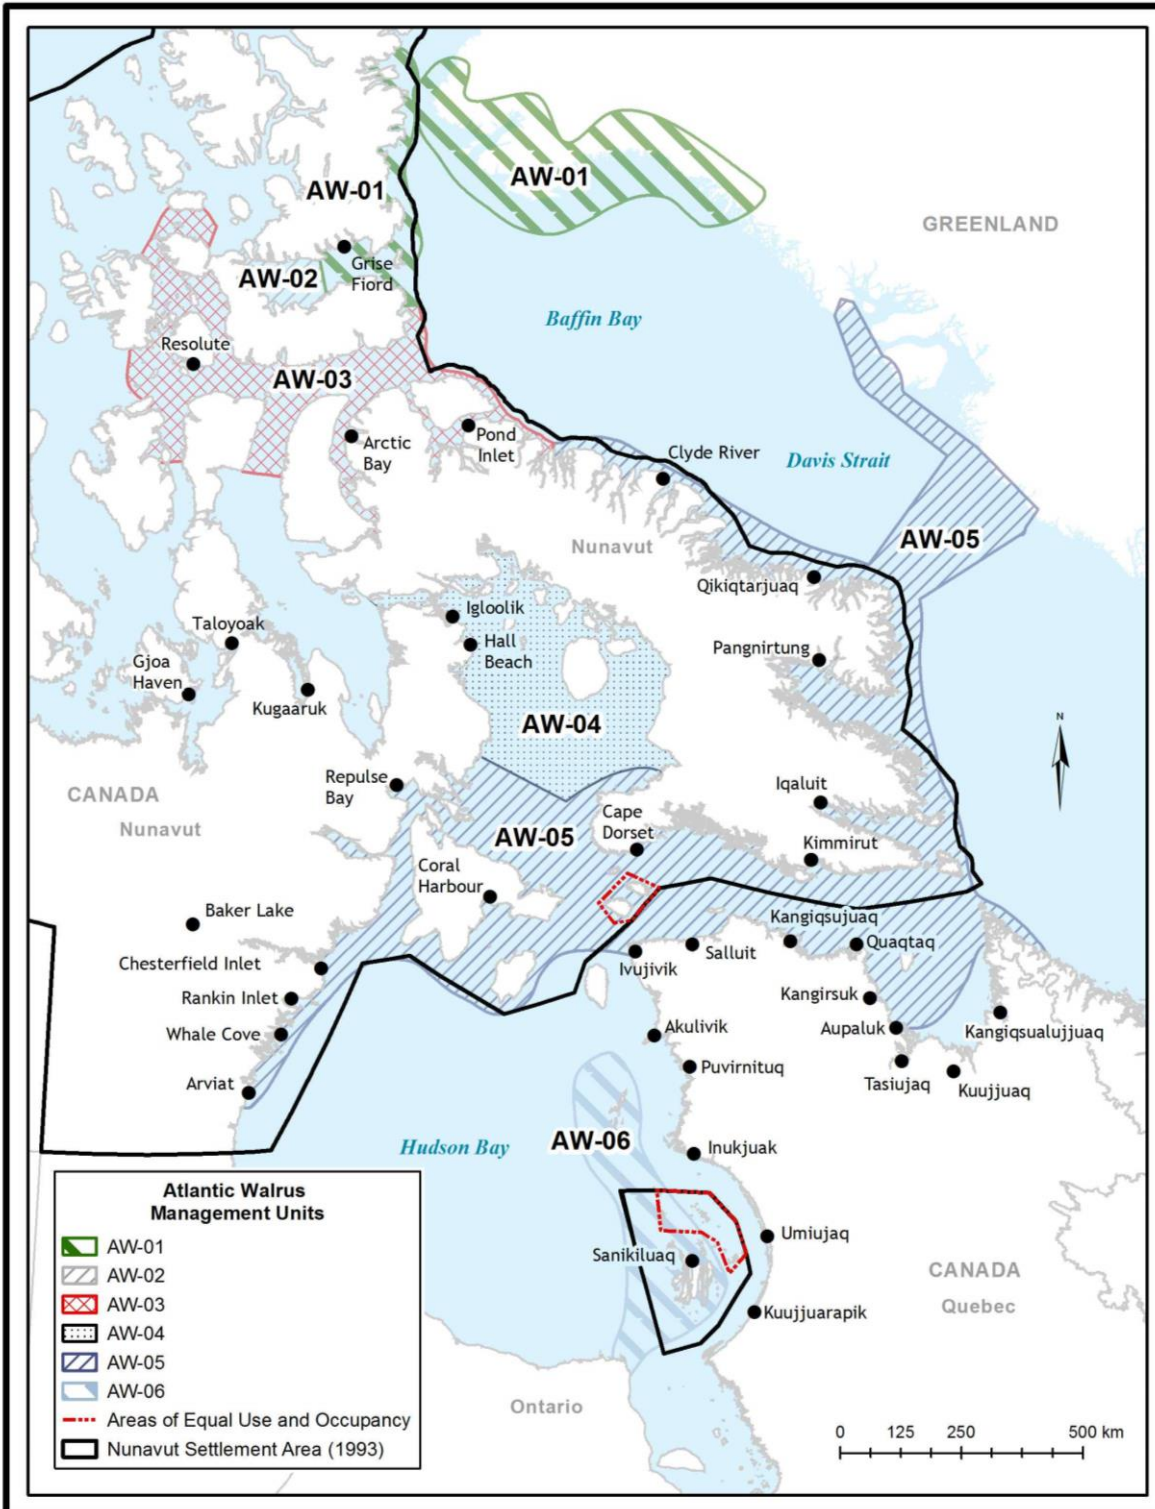 AW-01
AW-01
GREENLAND
Grise
Fiord
AW-02
Baffin Bay
Resolute
AW-03
Arctic
Bay
Pond
Inlet
Clyde River
Davis Strait
Nunavut
AW-05
Qikiqtarjuaq
Igloolik
Hall
Beach
Taloyoak
Gjoa
Haven
Kugaaruk
Pangnirtung
AW-04
N
Repulse
Bay
CANADA
Nunavut
Iqaluit
Cape
Dorset
AW-05
Kimmirut
Coral
Harbour
Baker Lake
Kangiqsujuaq
Chesterfield Inlet
Ivujivik
Salluit
Quaqtaq
Rankin Inlet
Kangirsuk
Whale Cove
Akulivik
Aupaluk
Kangiqsualujjuaq
Arviat
Puvirnituq
Tasiujaq
Kuujjuaq
Hudson Bay
AW-06
Inukjuak
Sanikiluaq
Umiujaq
CANADA
Quebec
Kuujjuarapik
Ontario
Atlantic Walrus
Management Units
AW-01
AW-02
AW-03
AW-04
AW-05
AW-06
Areas of Equal Use and Occupancy
Nunavut Settlement Area (1993)
0 125 250 500 km